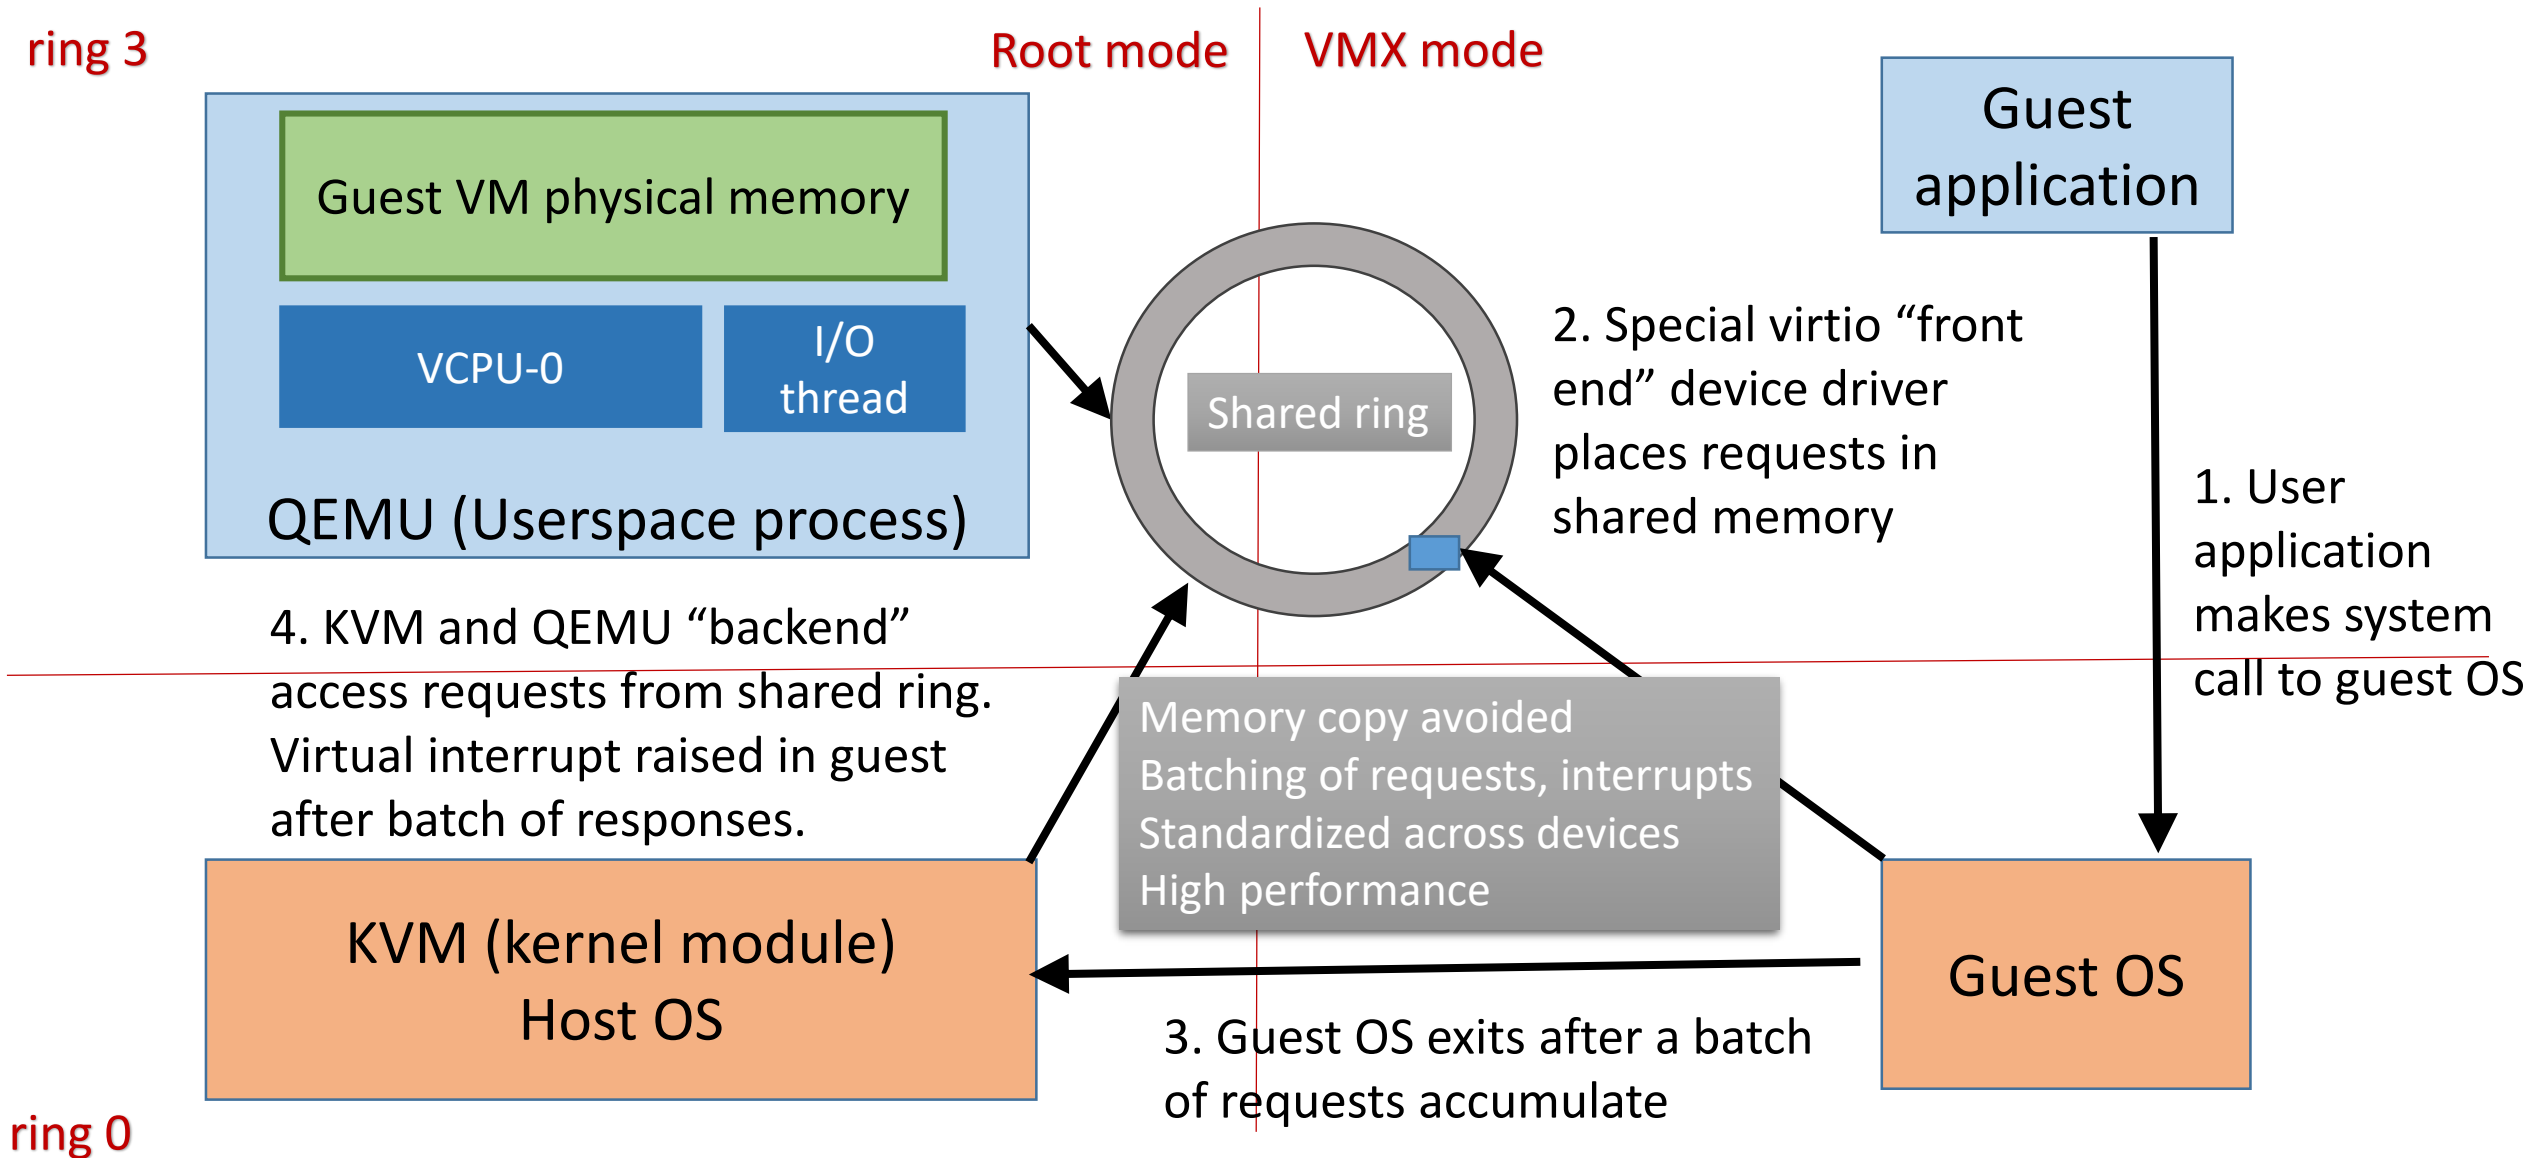 ring 3
Root mode
VMX mode
Guest
application
Guest VM physical memory
VCPU-0
I/O
thread
QEMU (Userspace process)
Shared ring
2. Special virtio “front
end” device driver
places requests in
shared memory
1. User
application
makes system
call to guest OS
4. KVM and QEMU “backend”
access requests from shared ring.
Virtual interrupt raised in guest
after batch of responses.
Memory copy avoided
Batching of requests, interrupts
Standardized across devices
High performance
KVM (kernel module)
Host OS
Guest OS
3. Guest OS exits after a batch
of requests accumulate
ring 0